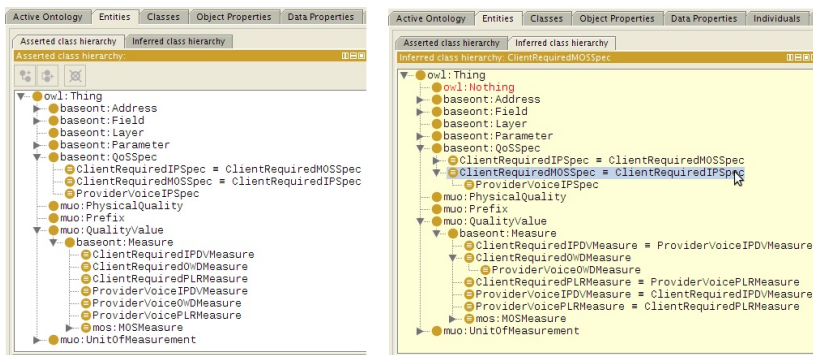 Active Ontology Entities Classes Object Properties Data Properties
Asserted class hierarchy Inferred class hierarchy
Asserted class hierarchy:
owl:Thing
baseont:Address
baseont:Field
baseont:Layer
baseont:Parameter
baseont:QoSSpec
ClientRequiredIPSpec ≡ ClientRequiredMOSSpec
ClientRequiredMOSSpec ≡ ClientRequiredIPSpec
ProviderVoiceIPSpec
muo:PhysicalQuality
muo:Prefix
muo:QualityValue
baseont:Measure
ClientRequiredIPDVMeasure
ClientRequiredOWDMeasure
ClientRequiredPLRMeasure
ProviderVoiceIPDVMeasure
ProviderVoiceOWDMeasure
ProviderVoicePLRMeasure
mos:MOSMeasure
muo:UnitOfMeasurement
Active Ontology Entities Classes Object Properties Data Properties Individuals
Asserted class hierarchy Inferred class hierarchy
Inferred class hierarchy: ClientRequiredMOSSpec
owl:Thing
owl:Nothing
baseont:Address
baseont:Field
baseont:Layer
baseont:Parameter
baseont:QoSSpec
ClientRequiredIPSpec ≡ ClientRequiredMOSSpec
ClientRequiredMOSSpec ≡ ClientRequiredIPSpec
ProviderVoiceIPSpec
muo:PhysicalQuality
muo:Prefix
muo:QualityValue
baseont:Measure
ClientRequiredIPDVMeasure ≡ ProviderVoiceIPDVMeasure
ClientRequiredOWDMeasure
ProviderVoiceOWDMeasure
ClientRequiredPLRMeasure ≡ ProviderVoicePLRMeasure
ProviderVoiceIPDVMeasure ≡ ClientRequiredIPDVMeasure
ProviderVoicePLRMeasure ≡ ClientRequiredPLRMeasure
mos:MOSMeasure
muo:UnitOfMeasurement